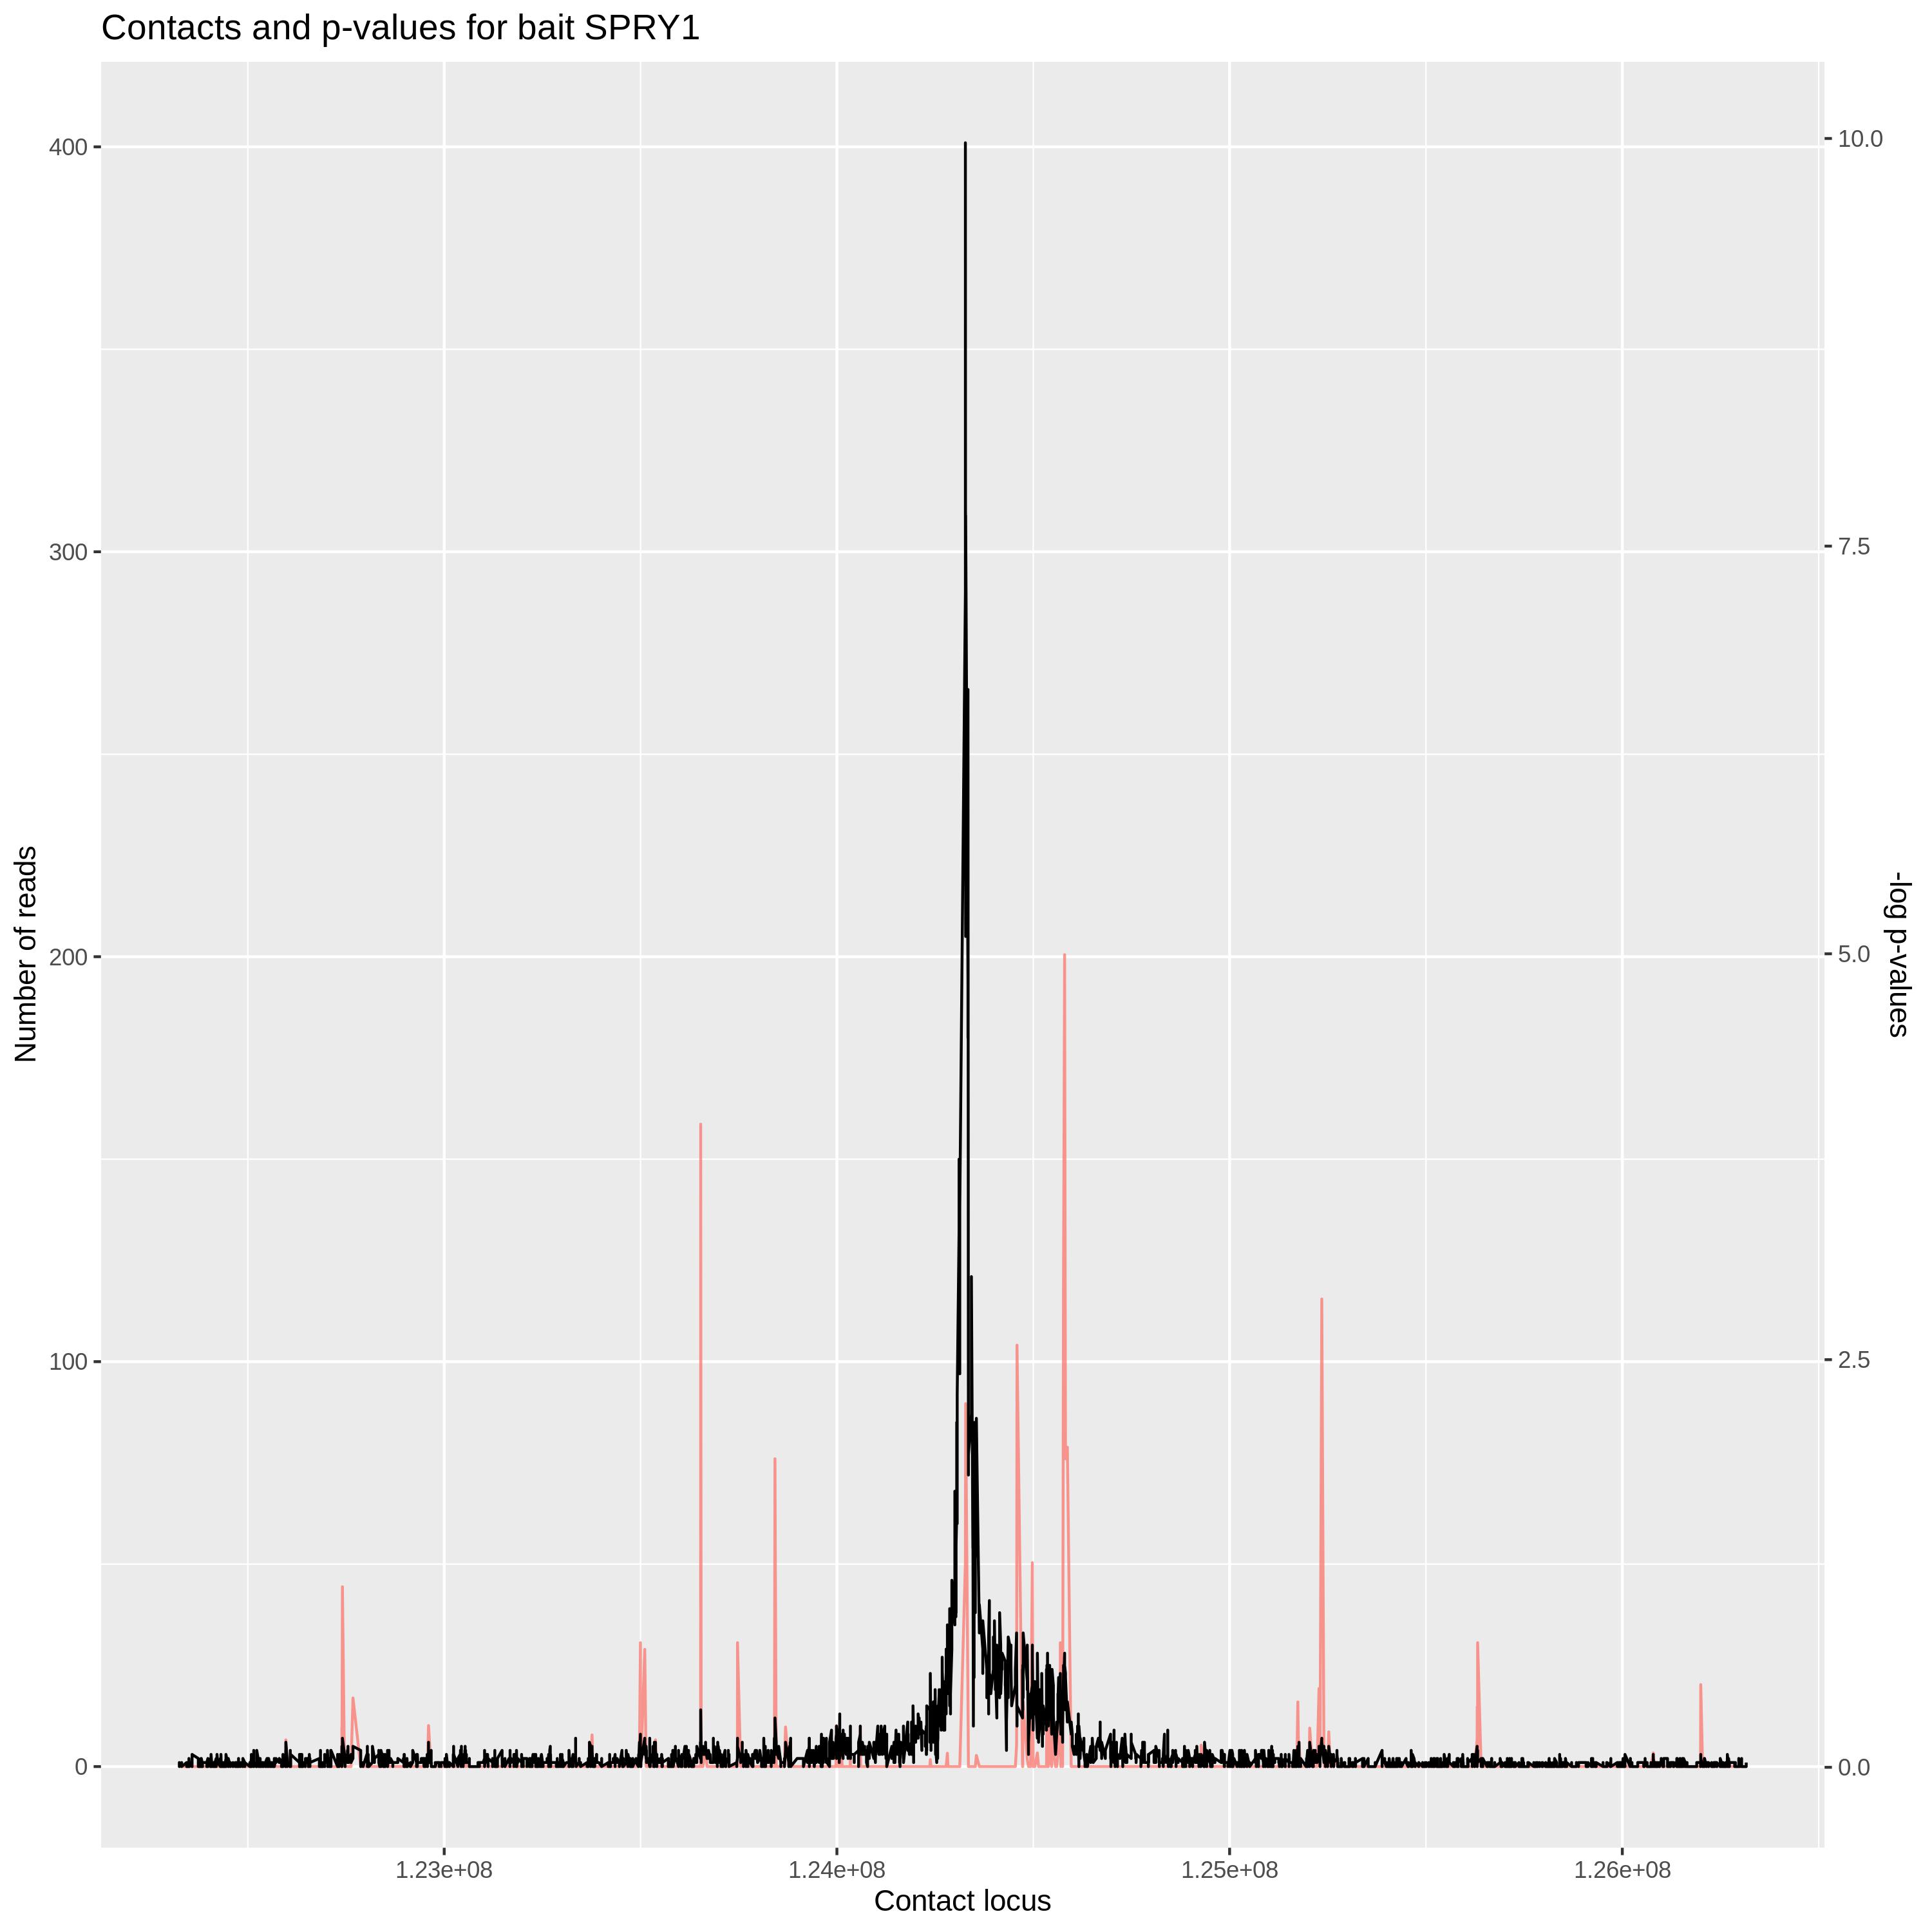 Contacts and p-values for bait SPRY1
400
300
200
100
0
Number of reads
10.0
7.5
5.0
2.5
0.0
-log p-values
1.23e+08 1.24e+08 1.25e+08 1.26e+08
Contact locus